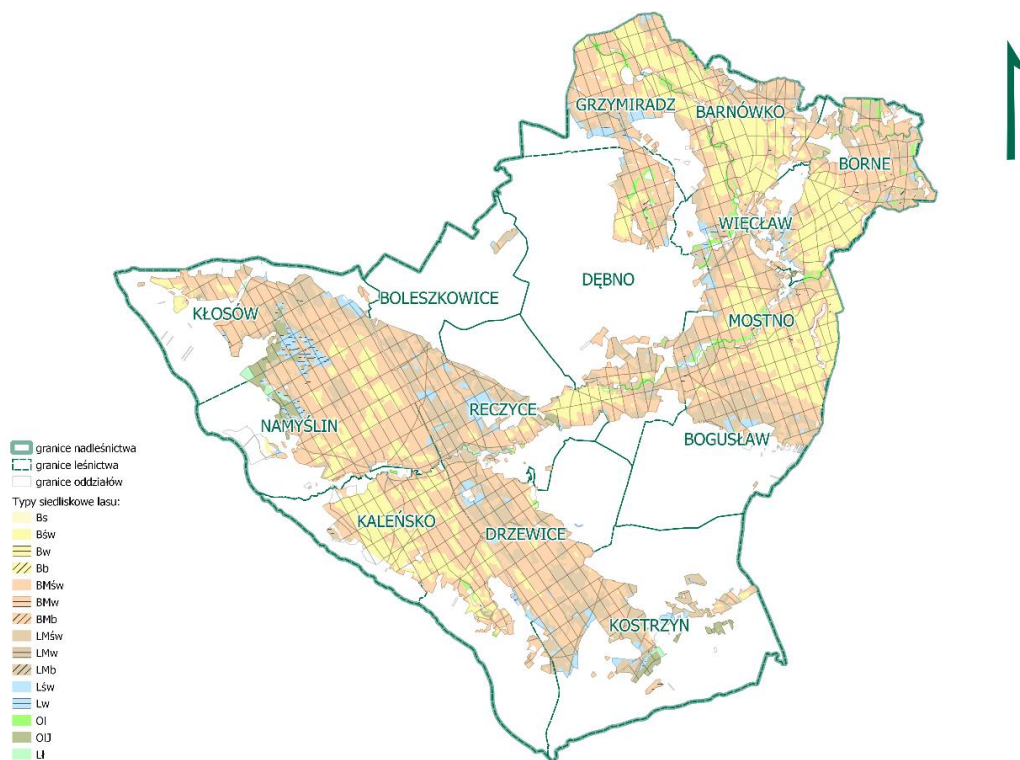 GRZYMIRADZ
BARNÓWKO
BORNE
WIĘCŁAW
DĘBNO
BOLESZKOWICE
KŁOSÓW
MOSTNO
RECZYCE
NAMYŚLIN
BOGUSŁAW
KALEŃSKO
DRZEWICE
KOSTRZYN
granice nadleśnictwa
granice leśnictwa
granice oddziałów
Typy siedliskowe lasu:
Bs
Bśw
Bw
Bb
BMśw
BMw
BMb
LMśw
LMw
LMb
Lśw
Lw
Ol
OlJ
Lł